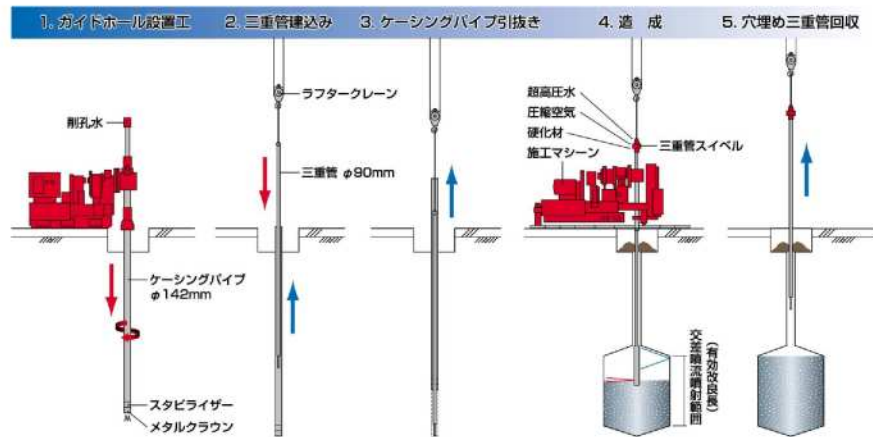 1. ガイドホール設置工
2. 三重管建込み
3. ケーシングパイプ引抜き
4. 造 成
5. 穴埋め三重管回収
削孔水
ケーシングパイプ
φ142mm
スタビライザー
メタルクラウン
ラフタークレーン
三重管 φ90mm
超高圧水
圧縮空気
硬化材
施工マシーン
三重管スイベル
交差噴流噴射範囲
(有効改良長)